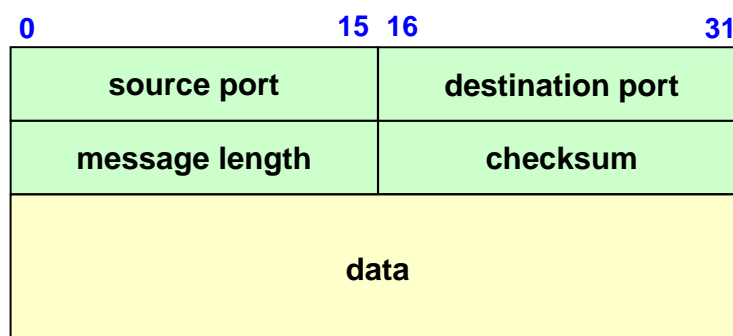 0 15 16 31
source port destination port
message length checksum
data